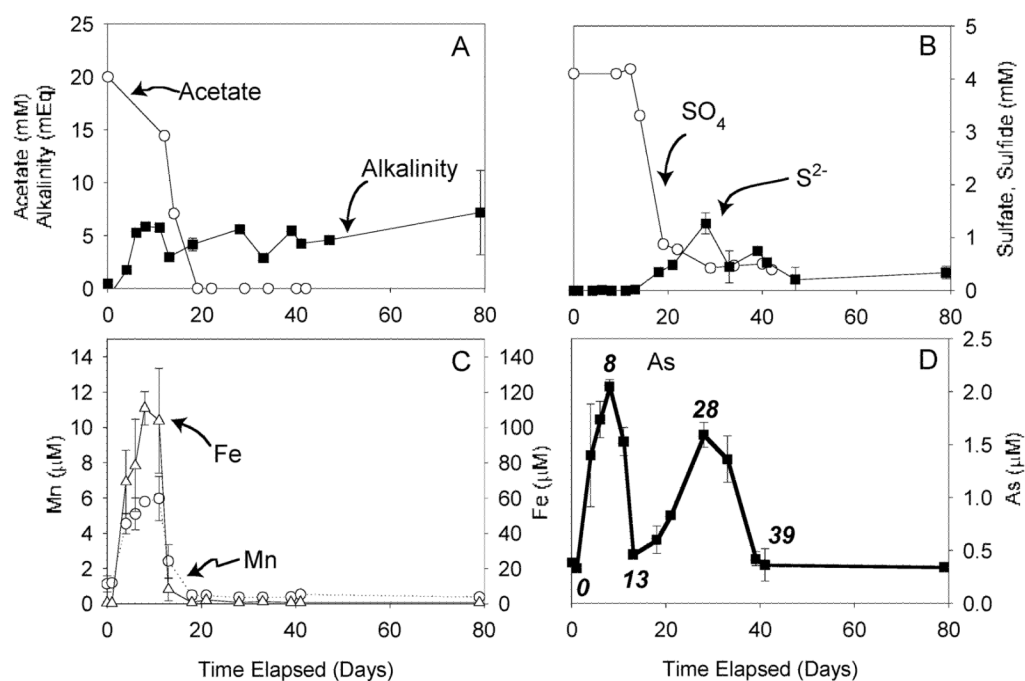 A
Acetate (mM)
Alkalinity (mEq)
25
20
15
10
5
0
Acetate
Alkalinity
0 20 40 60 80
B
SO4
S2-
5
4
3
2
1
0
Sulfate, Sulfide (mM)
0 20 40 60 80
C
Mn (μM)
14
12
10
8
6
4
2
0
Fe
Mn
140
120
100
80
60
40
20
0
Fe (μM)
0 20 40 60 80
Time Elapsed (Days)
D
As
8
28
0
13
39
2.5
2.0
1.5
1.0
0.5
0.0
As (μM)
0 20 40 60 80
Time Elapsed (Days)